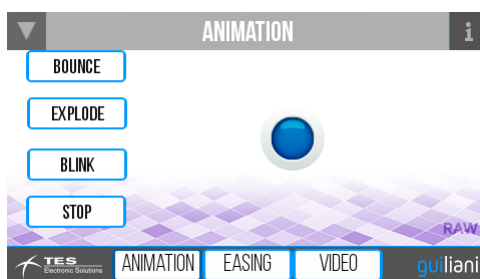 ANIMATION
i
BOUNCE
EXPLODE
BLINK
STOP
RAW
TES
Electronic Solutions
ANIMATION
EASING
VIDEO
guiliani